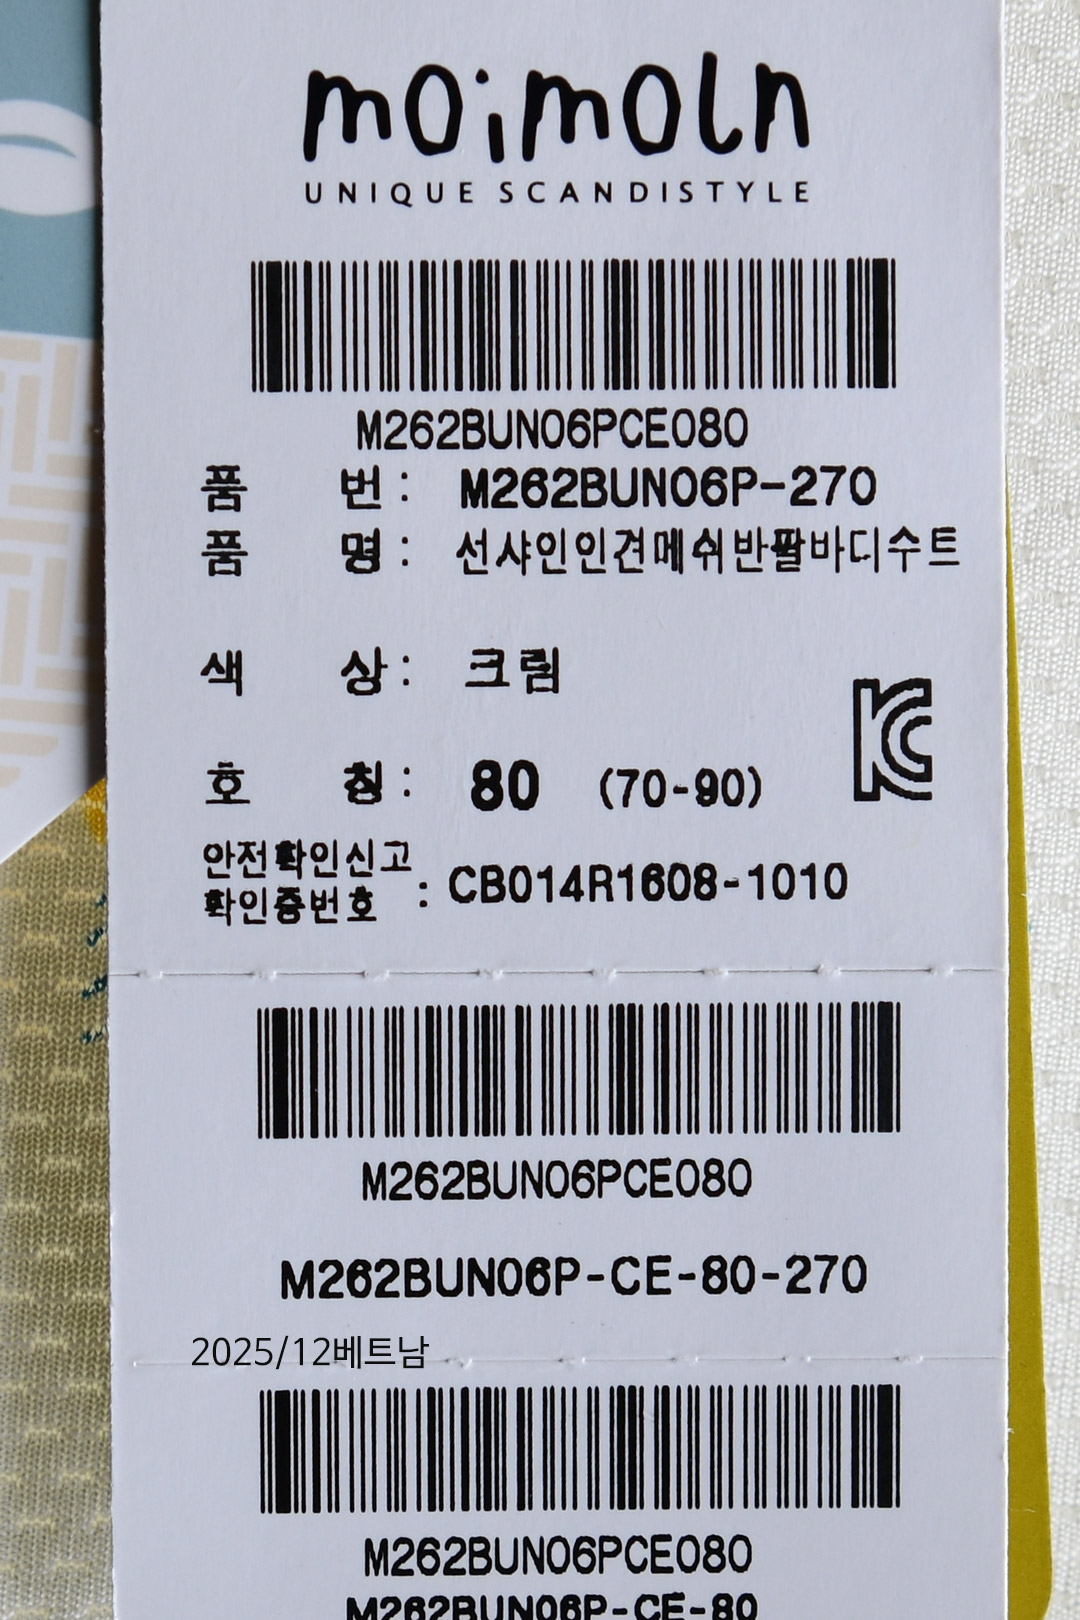 moimoln
UNIQUE SCANDISTYLE
M262BUN06PCE080
품 번 : M262BUN06P-270
품 명 : 선샤인인견메쉬반팔바디수트
색 상 : 크림
호 칭 : 80 (70-90)
안전확인신고
확인증번호 : CB014R1608-1010
M262BUN06PCE080
M262BUN06P-CE-80-270
2025/12베트남
M262BUN06PCE080
M262BUN06P-CE-80